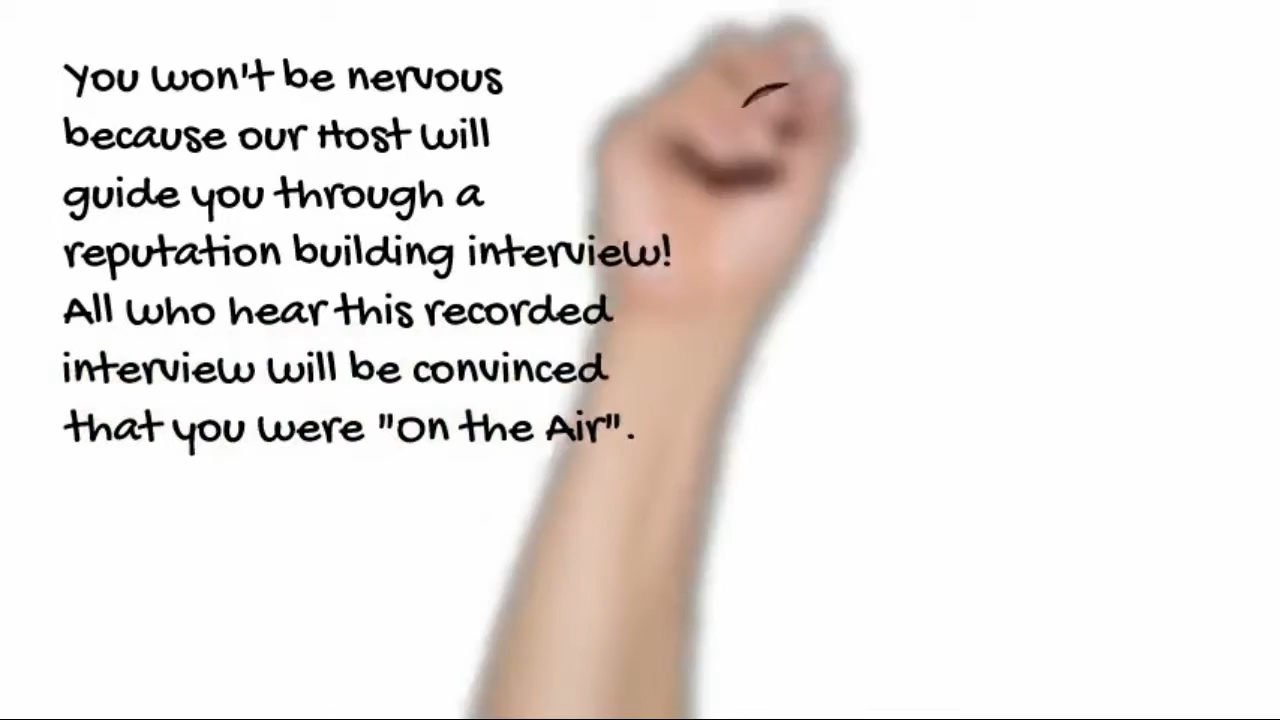 You won't be nervous
because our Host will
guide you through a
reputation building interview!
All who hear this recorded
interview will be convinced
that you were "On the Air".